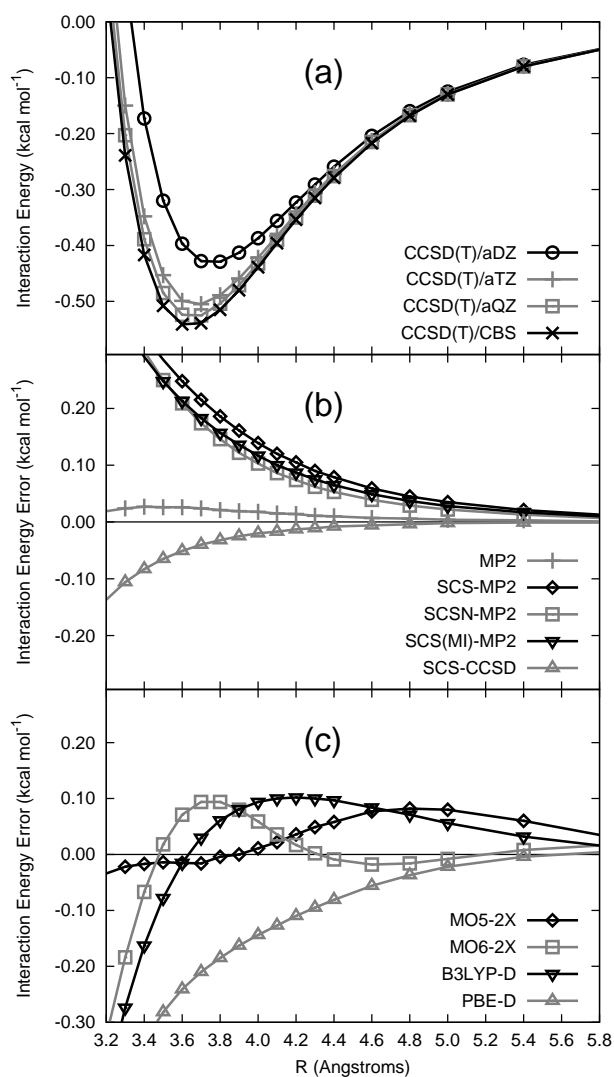 0.00
-0.10
-0.20
-0.30
-0.40
-0.50
Interaction Energy (kcal mol-1)
(a)
CCSD(T)/aDZ
CCSD(T)/aTZ
CCSD(T)/aQZ
CCSD(T)/CBS
0.20
0.10
0.00
-0.10
-0.20
Interaction Energy Error (kcal mol-1)
(b)
MP2
SCS-MP2
SCSN-MP2
SCS(MI)-MP2
SCS-CCSD
0.20
0.10
0.00
-0.10
-0.20
-0.30
Interaction Energy Error (kcal mol-1)
(c)
MO5-2X
MO6-2X
B3LYP-D
PBE-D
3.2 3.4 3.6 3.8 4.0 4.2 4.4 4.6 4.8 5.0 5.2 5.4 5.6 5.8
R (Angstroms)